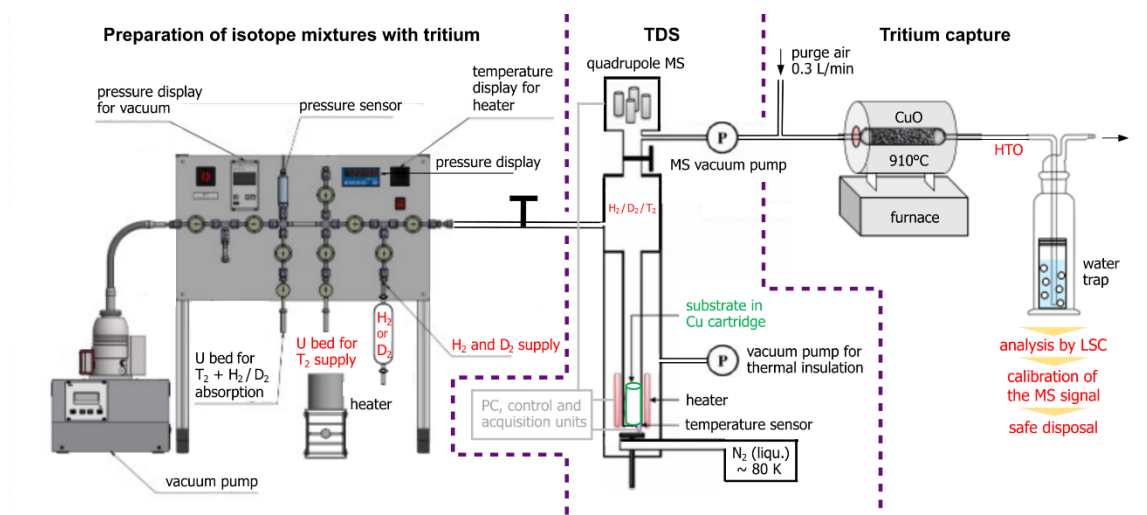 Preparation of isotope mixtures with tritium
TDS
Tritium capture
pressure display
for vacuum
pressure sensor
temperature
display for
heater
pressure display
quadrupole MS
purge air
0.3 L/min
P
MS vacuum pump
CuO
910°C
furnace
HTO
water
trap
H2/D2/T2
substrate in
Cu cartridge
P
vacuum pump for
thermal insulation
heater
temperature sensor
N2 (liqu.)
~ 80 K
PC, control and
acquisition units
H2
or
D2
H2 and D2 supply
U bed for
T2 supply
U bed for
T2 + H2/D2
absorption
heater
vacuum pump
analysis by LSC
calibration of
the MS signal
safe disposal